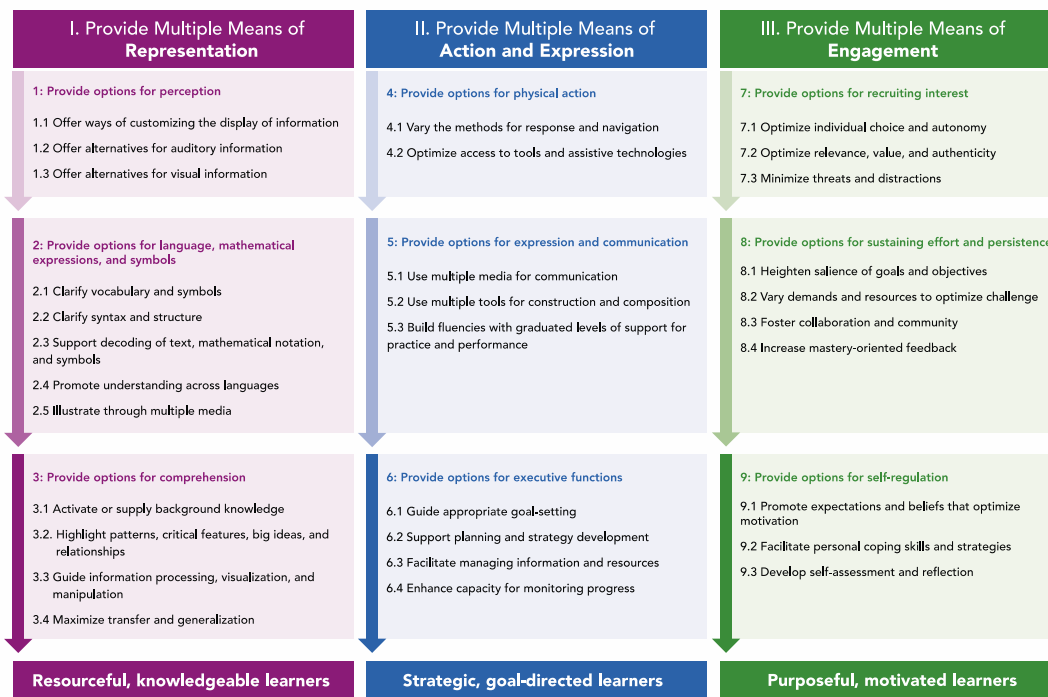 I. Provide Multiple Means of
Representation
1: Provide options for perception
1.1 Offer ways of customizing the display of information
1.2 Offer alternatives for auditory information
1.3 Offer alternatives for visual information
2: Provide options for language, mathematical
expressions, and symbols
2.1 Clarify vocabulary and symbols
2.2 Clarify syntax and structure
2.3 Support decoding of text, mathematical notation,
and symbols
2.4 Promote understanding across languages
2.5 Illustrate through multiple media
3: Provide options for comprehension
3.1 Activate or supply background knowledge
3.2. Highlight patterns, critical features, big ideas, and
relationships
3.3 Guide information processing, visualization, and
manipulation
3.4 Maximize transfer and generalization
Resourceful, knowledgeable learners
II. Provide Multiple Means of
Action and Expression
4: Provide options for physical action
4.1 Vary the methods for response and navigation
4.2 Optimize access to tools and assistive technologies
5: Provide options for expression and communication
5.1 Use multiple media for communication
5.2 Use multiple tools for construction and composition
5.3 Build fluencies with graduated levels of support for
practice and performance
6: Provide options for executive functions
6.1 Guide appropriate goal-setting
6.2 Support planning and strategy development
6.3 Facilitate managing information and resources
6.4 Enhance capacity for monitoring progress
Strategic, goal-directed learners
III. Provide Multiple Means of
Engagement
7: Provide options for recruiting interest
7.1 Optimize individual choice and autonomy
7.2 Optimize relevance, value, and authenticity
7.3 Minimize threats and distractions
8: Provide options for sustaining effort and persistence
8.1 Heighten salience of goals and objectives
8.2 Vary demands and resources to optimize challenge
8.3 Foster collaboration and community
8.4 Increase mastery-oriented feedback
9: Provide options for self-regulation
9.1 Promote expectations and beliefs that optimize
motivation
9.2 Facilitate personal coping skills and strategies
9.3 Develop self-assessment and reflection
Purposeful, motivated learners